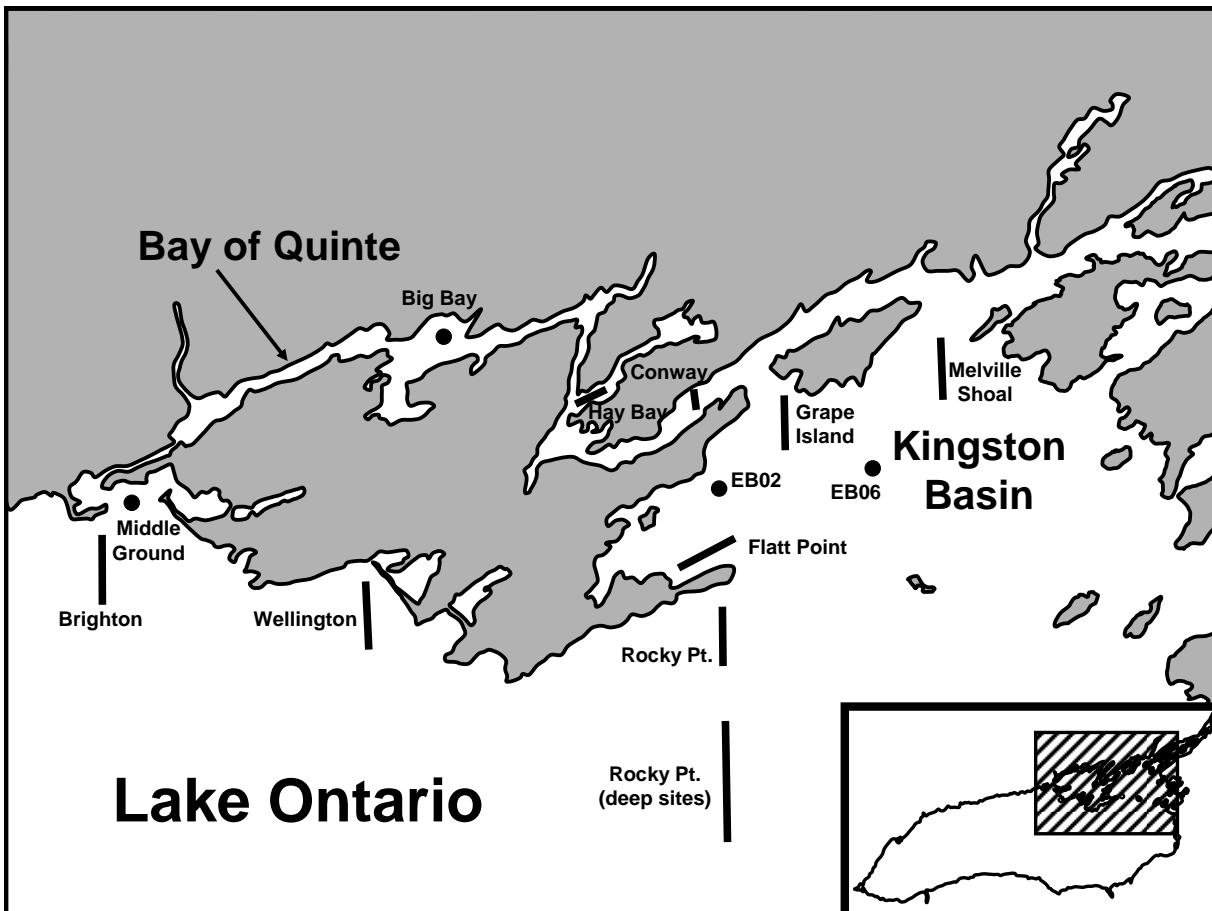 Bay of Quinte
Big Bay
Conway
Hay Bay
Melville
Shoal
Grape
Island
Kingston
Basin
EB02
EB06
Middle
Ground
Flatt Point
Brighton
Wellington
Rocky Pt.
Rocky Pt.
(deep sites)
Lake Ontario